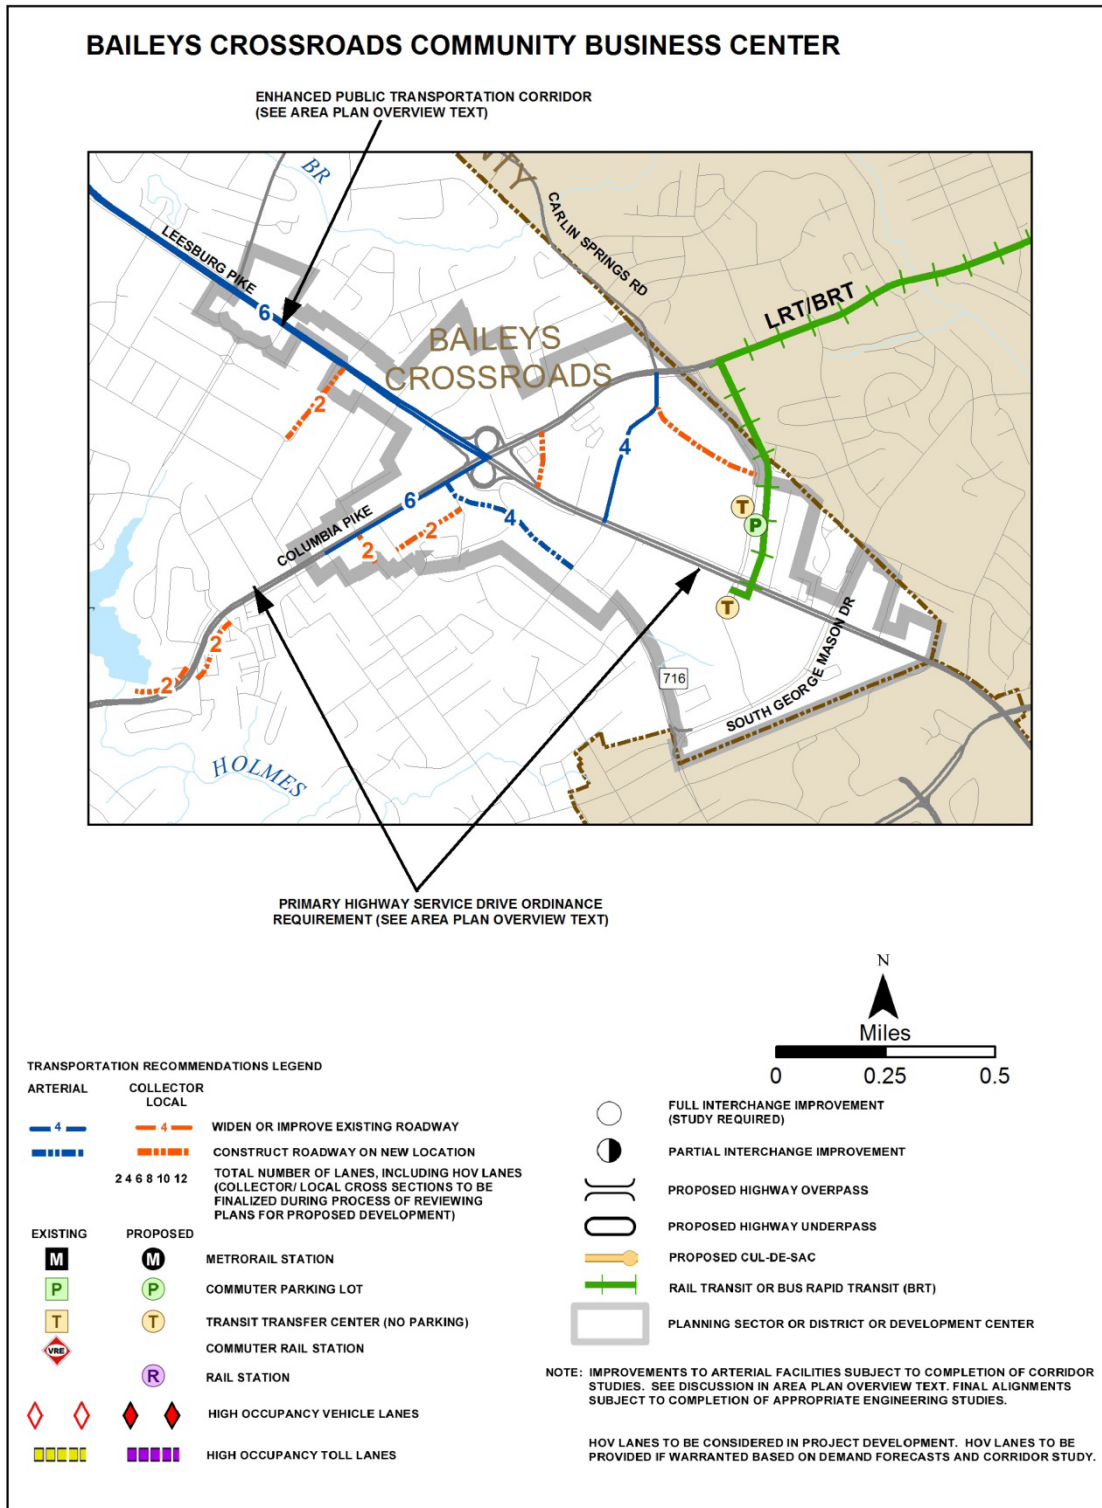 BAILEYS CROSSROADS COMMUNITY BUSINESS CENTER
ENHANCED PUBLIC TRANSPORTATION CORRIDOR
(SEE AREA PLAN OVERVIEW TEXT)
BR
NTY
CARLIN SPRINGS RD
LEESBURG PIKE
6
LRT/BRT
BAILEYS
CROSSROADS
2
4
6
COLUMBIA PIKE
2
2
4
T
P
T
2
2
716
SOUTH GEORGE MASON DR
HOLMES
PRIMARY HIGHWAY SERVICE DRIVE ORDINANCE
REQUIREMENT (SEE AREA PLAN OVERVIEW TEXT)
N
Miles
0 0.25 0.5
TRANSPORTATION RECOMMENDATIONS LEGEND
ARTERIAL
COLLECTOR
LOCAL
4 4 WIDEN OR IMPROVE EXISTING ROADWAY
CONSTRUCT ROADWAY ON NEW LOCATION
2 4 6 8 10 12 TOTAL NUMBER OF LANES, INCLUDING HOV LANES
(COLLECTOR/ LOCAL CROSS SECTIONS TO BE
FINALIZED DURING PROCESS OF REVIEWING
PLANS FOR PROPOSED DEVELOPMENT)
EXISTING PROPOSED
M M METRORAIL STATION
P P COMMUTER PARKING LOT
T T TRANSIT TRANSFER CENTER (NO PARKING)
VRE COMMUTER RAIL STATION
R RAIL STATION
HIGH OCCUPANCY VEHICLE LANES
HIGH OCCUPANCY TOLL LANES
FULL INTERCHANGE IMPROVEMENT
(STUDY REQUIRED)
PARTIAL INTERCHANGE IMPROVEMENT
PROPOSED HIGHWAY OVERPASS
PROPOSED HIGHWAY UNDERPASS
PROPOSED CUL-DE-SAC
RAIL TRANSIT OR BUS RAPID TRANSIT (BRT)
PLANNING SECTOR OR DISTRICT OR DEVELOPMENT CENTER
NOTE: IMPROVEMENTS TO ARTERIAL FACILITIES SUBJECT TO COMPLETION OF CORRIDOR
STUDIES. SEE DISCUSSION IN AREA PLAN OVERVIEW TEXT. FINAL ALIGNMENTS
SUBJECT TO COMPLETION OF APPROPRIATE ENGINEERING STUDIES.
HOV LANES TO BE CONSIDERED IN PROJECT DEVELOPMENT. HOV LANES TO BE
PROVIDED IF WARRANTED BASED ON DEMAND FORECASTS AND CORRIDOR STUDY.